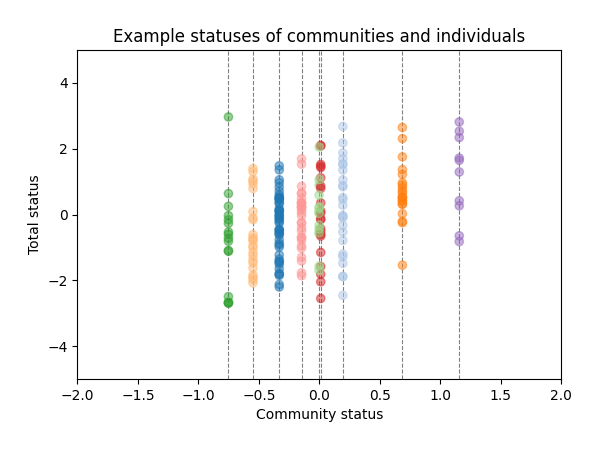 Example statuses of communities and individuals
4
2
0
−2
−4
Total status
−2.0 −1.5 −1.0 −0.5 0.0 0.5 1.0 1.5 2.0
Community status